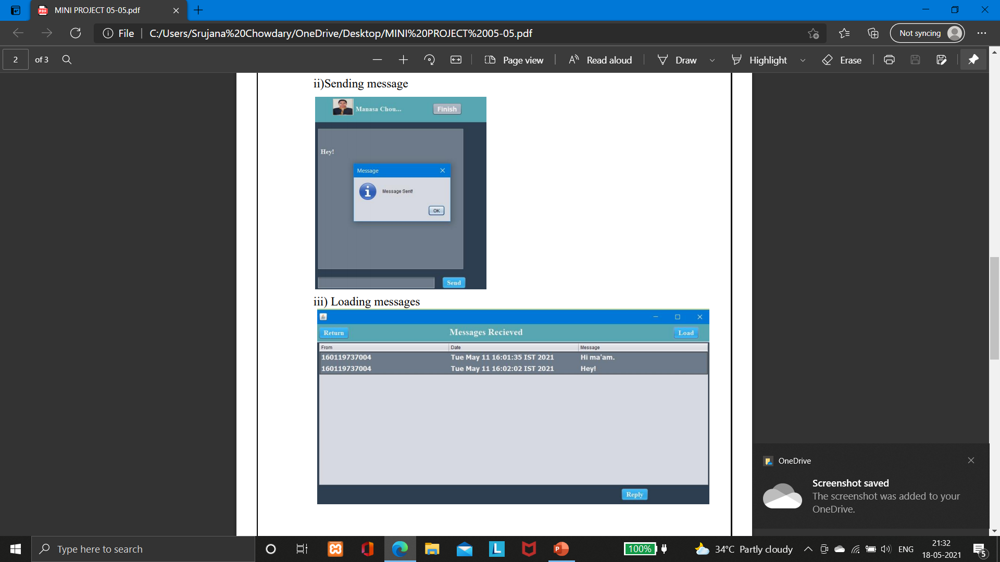 MINI PROJECT 05-05.pdf
File
C:/Users/Srujana%20Chowdary/OneDrive/Desktop/MINI%20PROJECT%2005-05.pdf
Not syncing
2 of 3
Page view
Read aloud
Draw
Highlight
Erase
ii)Sending message
Manasa Chou...
Finish
Hey!
Message
Message Sent!
OK
Send
iii) Loading messages
Return
Messages Recieved
Load
From Date Message
160119737004 Tue May 11 16:01:35 IST 2021 Hi ma'am.
160119737004 Tue May 11 16:02:02 IST 2021 Hey!
Reply
OneDrive
Screenshot saved
The screenshot was added to your
OneDrive.
Type here to search
100%
34°C Partly cloudy
ENG
21:32
18-05-2021
5